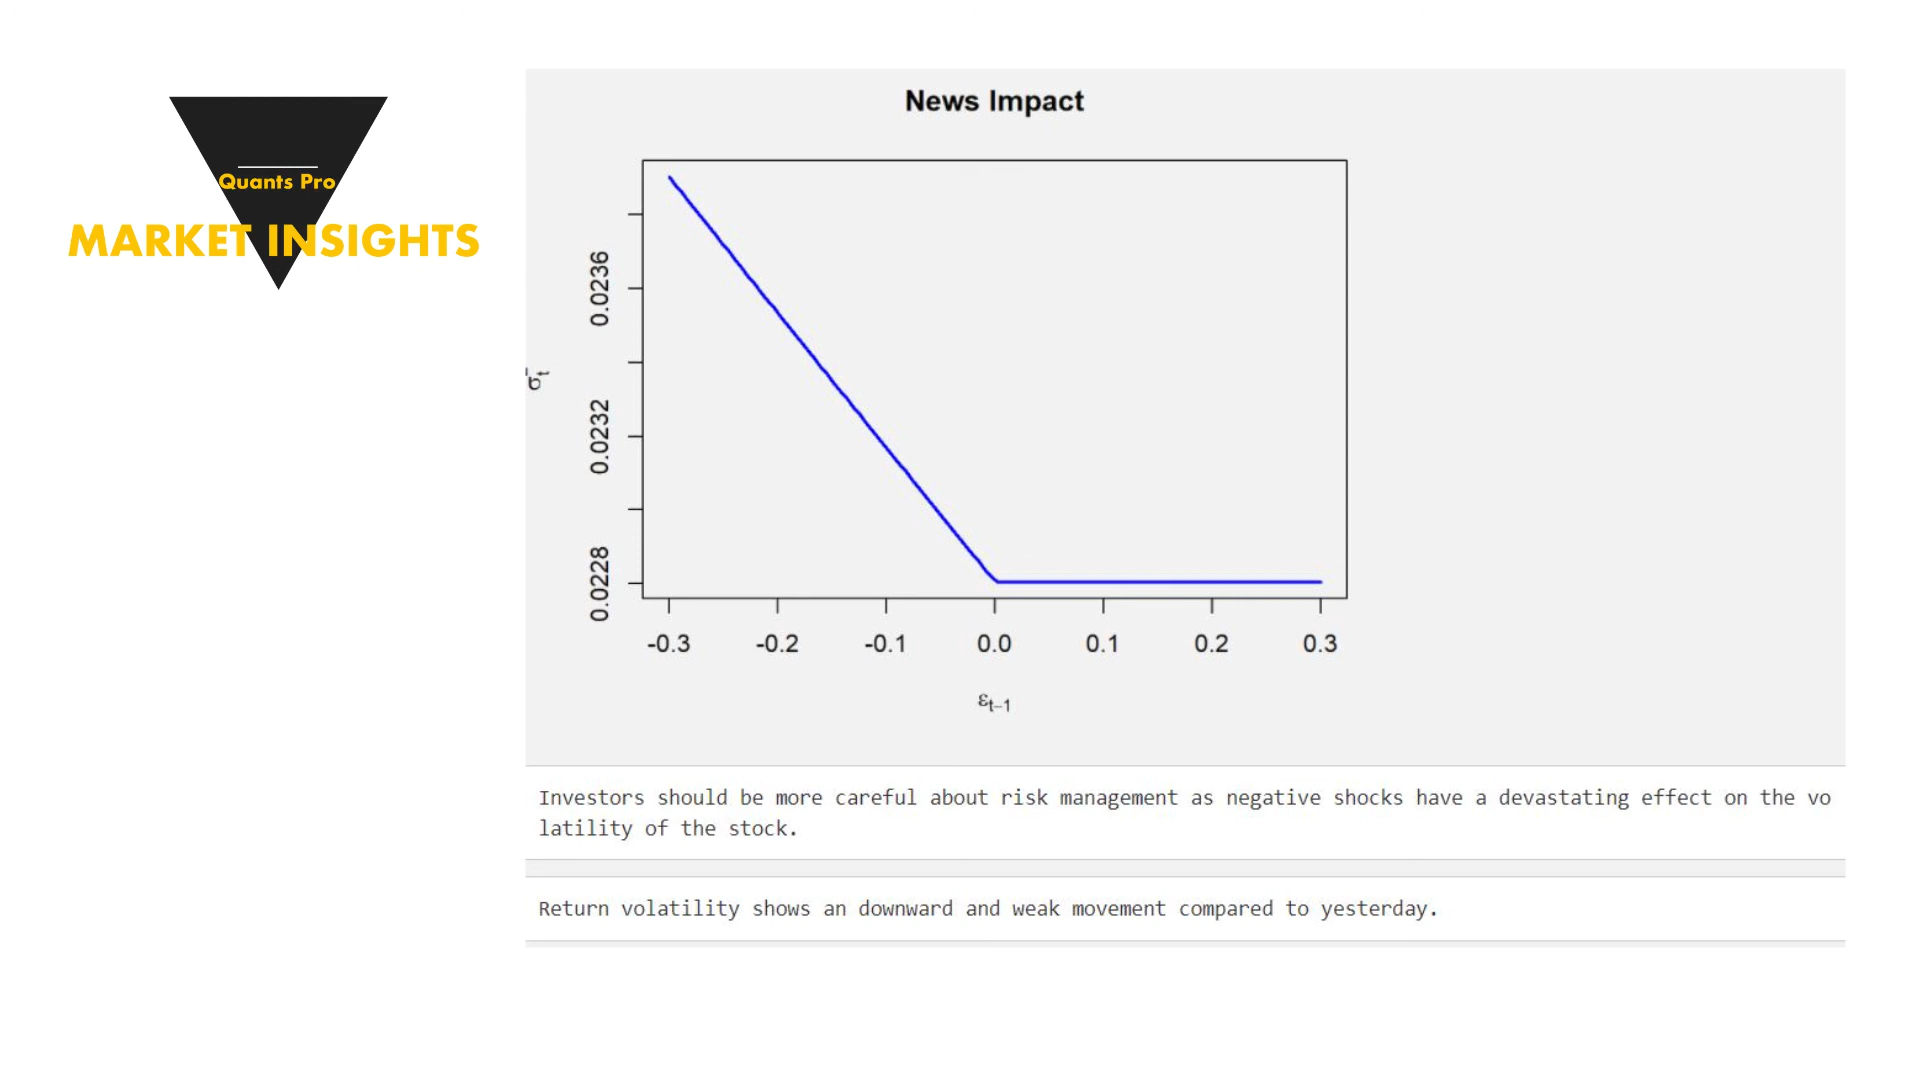 Quants Pro
MARKET INSIGHTS
News Impact
0.0236
0.0232
0.0228
σt
-0.3 -0.2 -0.1 0.0 0.1 0.2 0.3
εt−1
Investors should be more careful about risk management as negative shocks have a devastating effect on the vo
latility of the stock.
Return volatility shows an downward and weak movement compared to yesterday.